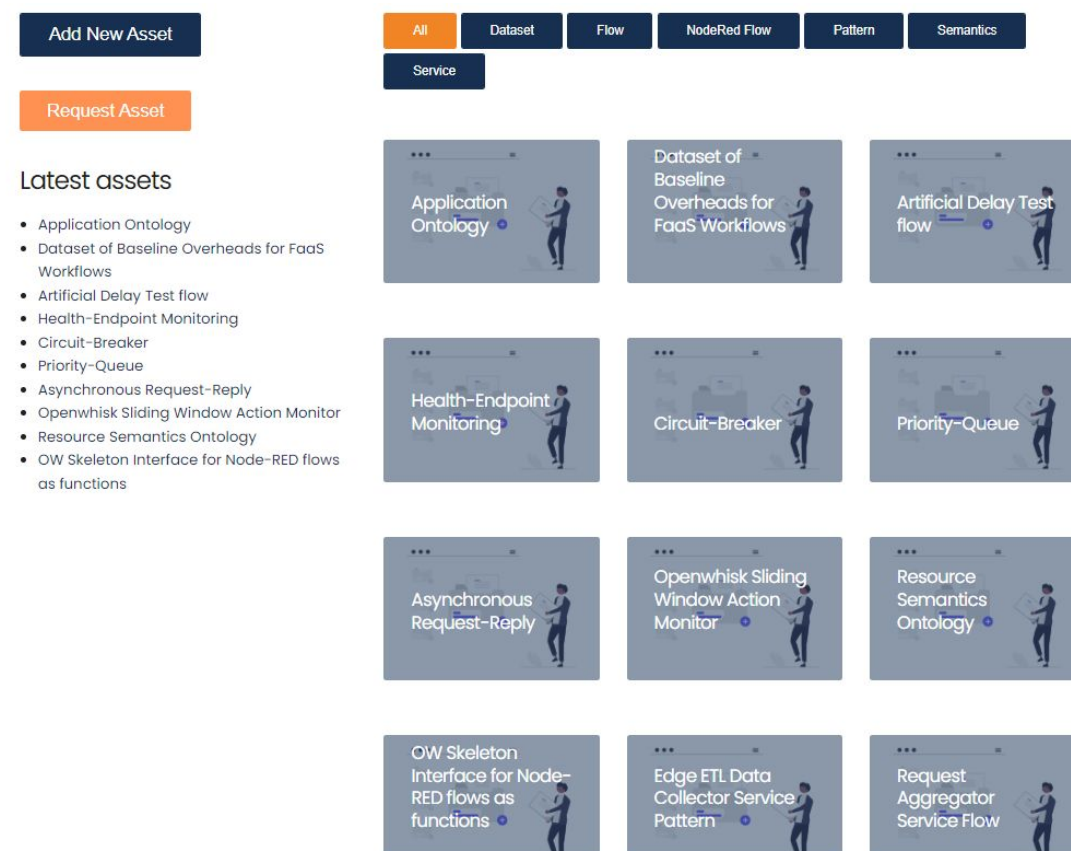 Add New Asset
Request Asset
Latest assets
Application Ontology
Dataset of Baseline Overheads for FaaS
Workflows
Artificial Delay Test flow
Health-Endpoint Monitoring
Circuit-Breaker
Priority-Queue
Asynchronous Request-Reply
Openwhisk Sliding Window Action Monitor
Resource Semantics Ontology
OW Skeleton Interface for Node-RED flows
as functions
All
Dataset
Flow
NodeRed Flow
Pattern
Semantics
Service
Application
Ontology
Dataset of
Baseline
Overheads for
FaaS Workflows
Artificial Delay Test
flow
Health-Endpoint
Monitoring
Circuit-Breaker
Priority-Queue
Asynchronous
Request-Reply
Openwhisk Sliding
Window Action
Monitor
Resource
Semantics
Ontology
OW Skeleton
Interface for Node-
RED flows as
functions
Edge ETL Data
Collector Service
Pattern
Request
Aggregator
Service Flow